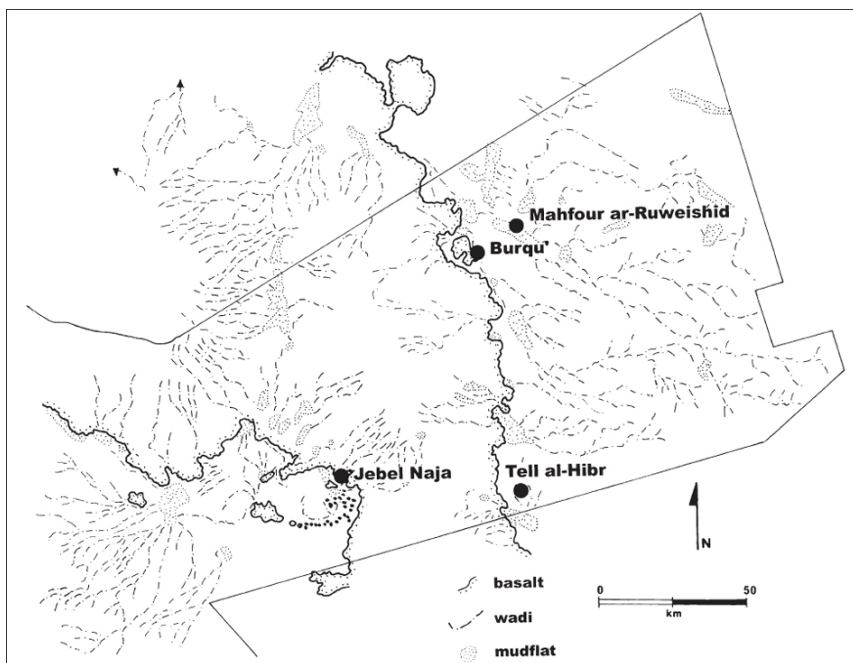 Mahfour ar-Ruweishid
Burqu'
Jebel Naja
Tell al-Hibr
N
basalt
0 50
km
wadi
mudflat